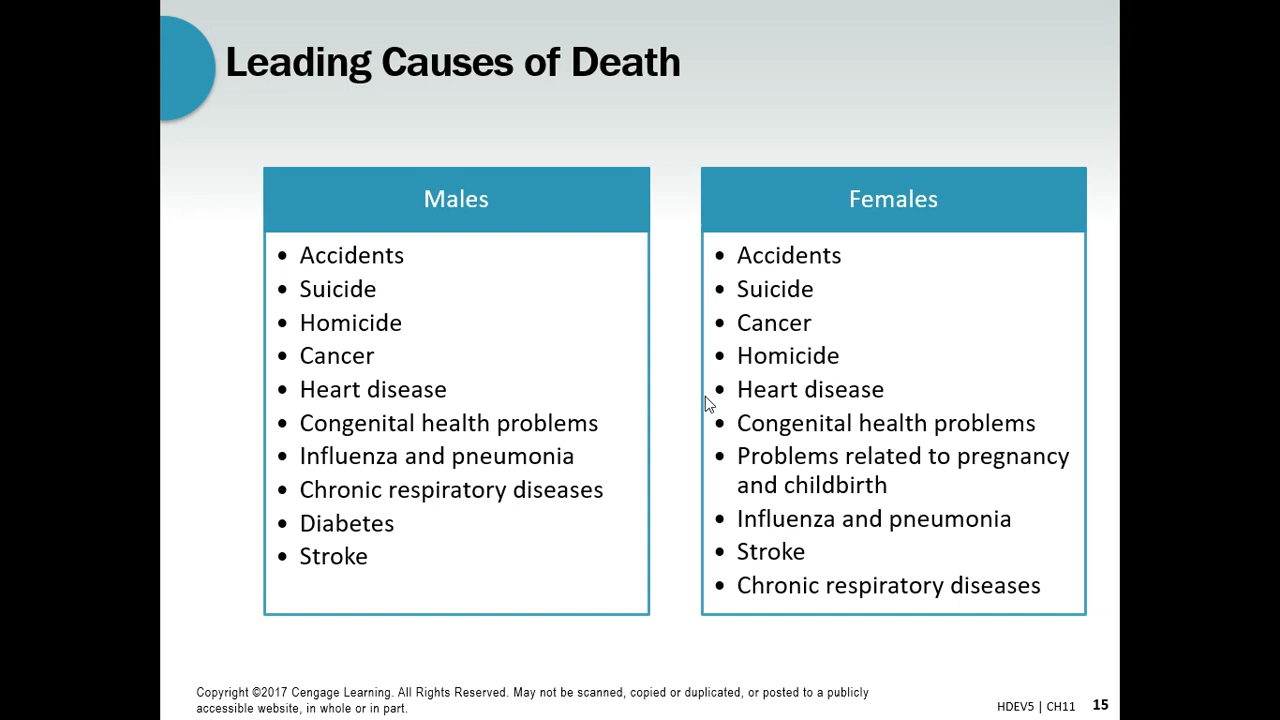 Leading Causes of Death
Males
• Accidents
• Suicide
• Homicide
• Cancer
• Heart disease
• Congenital health problems
• Influenza and pneumonia
• Chronic respiratory diseases
• Diabetes
• Stroke
Females
• Accidents
• Suicide
• Cancer
• Homicide
• Heart disease
• Congenital health problems
• Problems related to pregnancy
and childbirth
• Influenza and pneumonia
• Stroke
• Chronic respiratory diseases
Copyright ©2017 Cengage Learning. All Rights Reserved. May not be scanned, copied or duplicated, or posted to a publicly
accessible website, in whole or in part.
HDEV5 | CH11 15